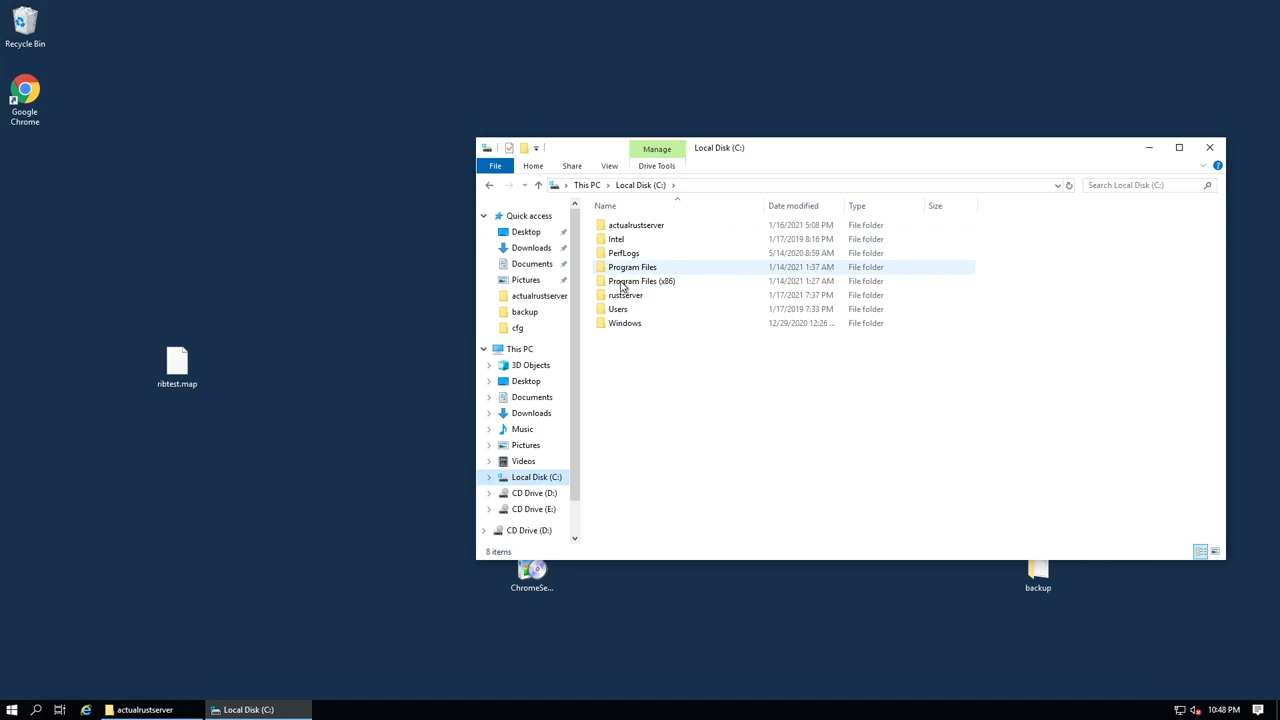 Recycle Bin
Google
Chrome
ribtest.map
Manage
Local Disk (C:)
File
Home
Share
View
Drive Tools
This PC
Local Disk (C:)
Search Local Disk (C:)
Name
Date modified
Type
Size
actualrustserver
1/16/2021 5:08 PM
File folder
Intel
1/17/2019 8:16 PM
File folder
PerfLogs
5/14/2020 8:59 AM
File folder
Program Files
1/14/2021 1:37 AM
File folder
Program Files (x86)
1/14/2021 1:27 AM
File folder
rustserver
1/17/2021 7:37 PM
File folder
Users
1/17/2019 7:33 PM
File folder
Windows
12/29/2020 12:26 ...
File folder
Quick access
Desktop
Downloads
Documents
Pictures
actualrustserver
backup
cfg
This PC
3D Objects
Desktop
Documents
Downloads
Music
Pictures
Videos
Local Disk (C:)
CD Drive (D:)
CD Drive (E:)
CD Drive (D:)
8 items
ChromeSe...
backup
actualrustserver
Local Disk (C:)
10:48 PM